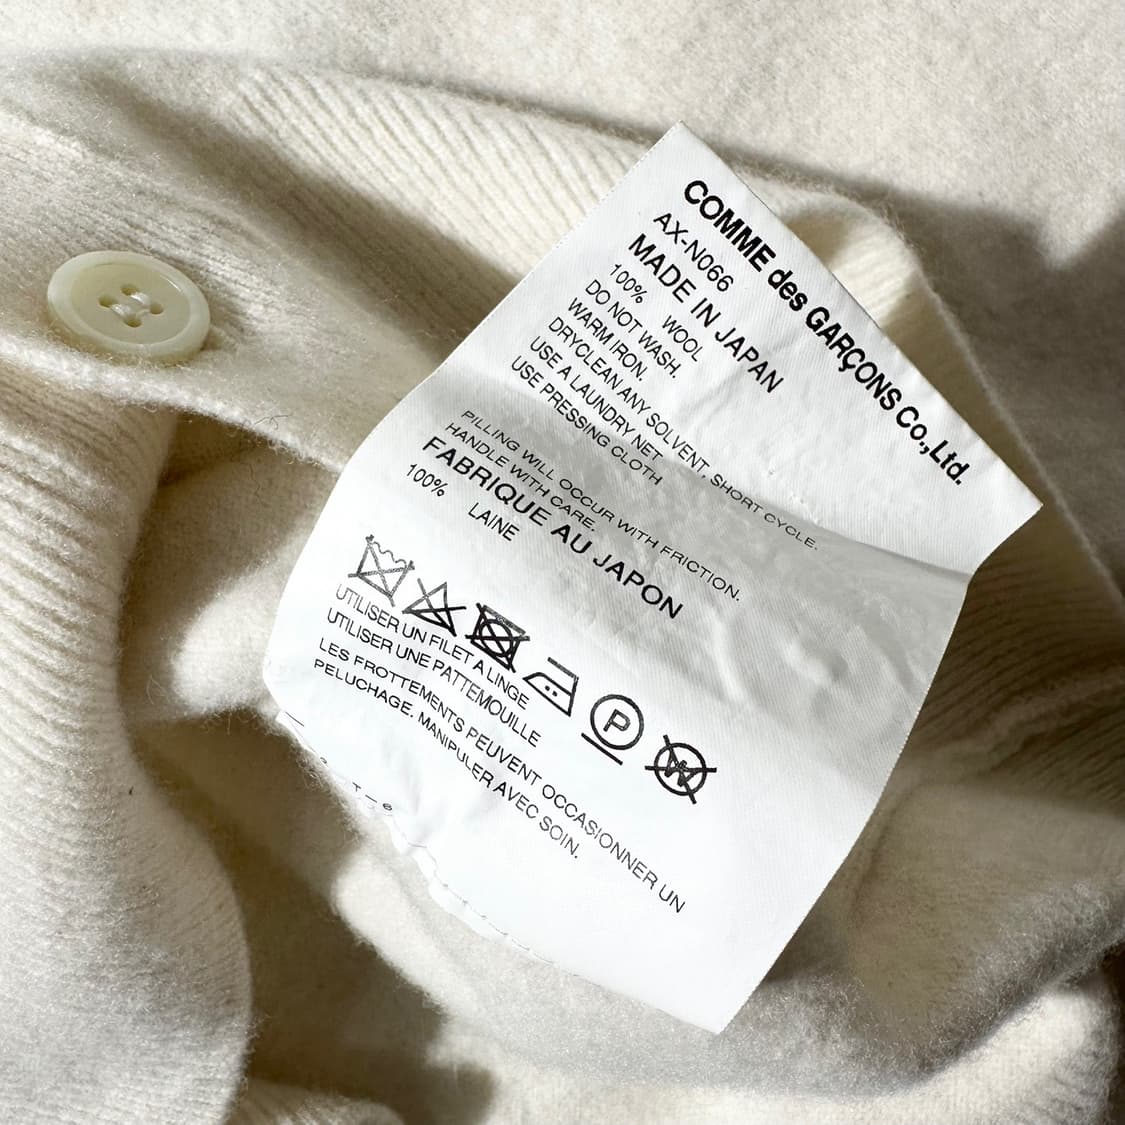 COMME des GARÇONS Co.,Ltd.
AX-N066
MADE IN JAPAN
100% WOOL
DO NOT WASH.
WARM IRON.
DRYCLEAN ANY SOLVENT, SHORT CYCLE.
USE A LAUNDRY NET
USE PRESSING CLOTH
PILLING WILL OCCUR WITH FRICTION.
HANDLE WITH CARE.
FABRIQUE AU JAPON
100% LAINE
P
W
UTILISER UN FILET A LINGE
UTILISER UNE PATTEMOUILLE
LES FROTTEMENTS PEUVENT OCCASIONNER UN
PELUCHAGE. MANIPULER AVEC SOIN.